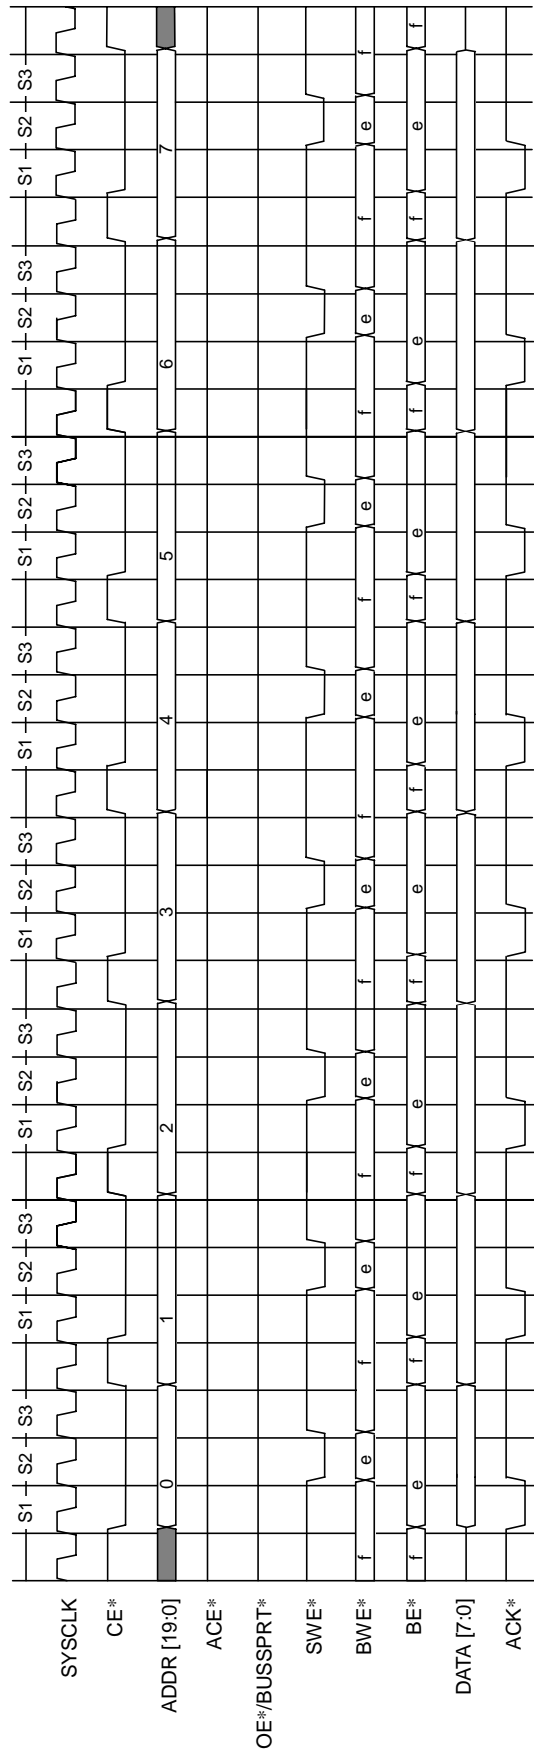 S1 S2 S3 S1 S2 S3 S1 S2 S3 S1 S2 S3 S1 S2 S3 S1 S2 S3 S1 S2 S3 S1 S2 S3
SYSCLK
CE*
ADDR [19:0] 0 1 2 3 4 5 6 7
ACE*
OE*/BUSSPRT*
SWE*
BWE* f e f e f e f e f e f e f e f e f
BE* f e f e f e f e f e f e f e f e f
DATA [7:0]
ACK*